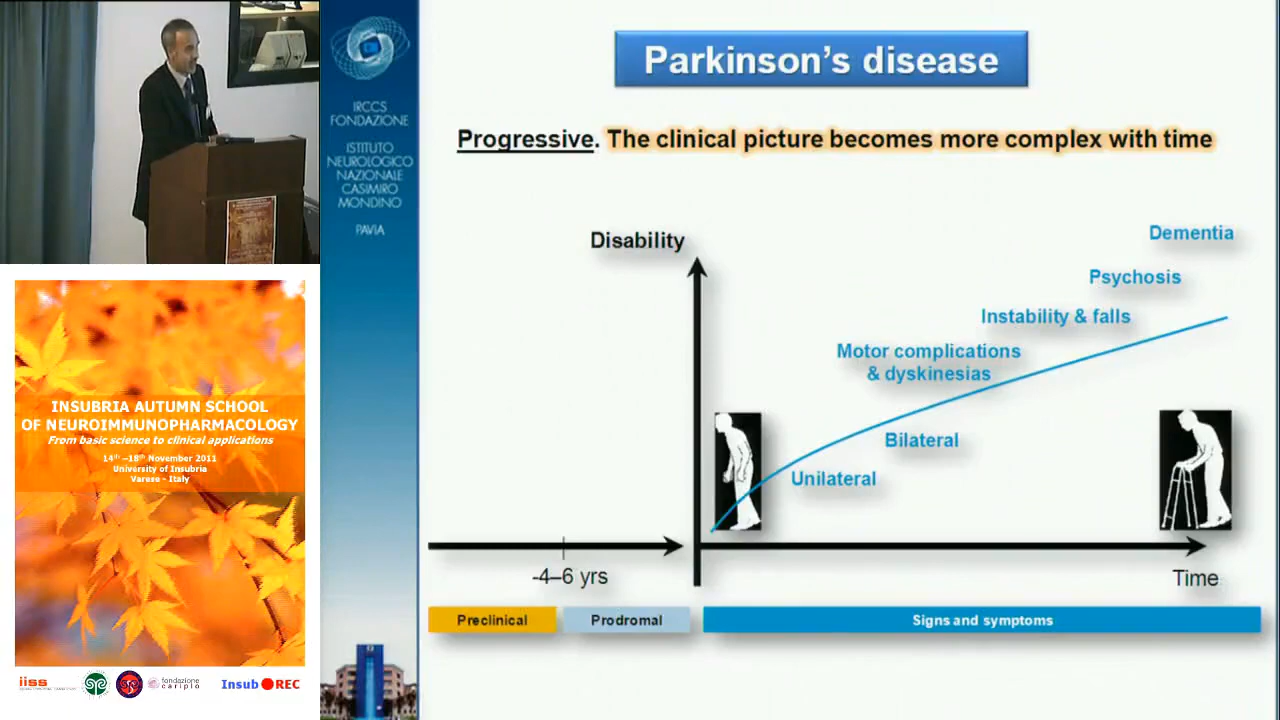 IRCCS
FONDAZIONE
ISTITUTO
NEUROLOGICO
NAZIONALE
CASIMIRO
MONDINO
PAVIA
Parkinson's disease
Progressive. The clinical picture becomes more complex with time
Disability
Dementia
Psychosis
Instability & falls
Motor complications
& dyskinesias
Bilateral
Unilateral
-4–6 yrs
Time
Preclinical
Prodromal
Signs and symptoms
INSUBRIA AUTUMN SCHOOL
OF NEUROIMMUNOPHARMACOLOGY
From basic science to clinical applications
14th –18th November 2011
University of Insubria
Varese - Italy
iiss
fondazione
cariplo
Insub REC